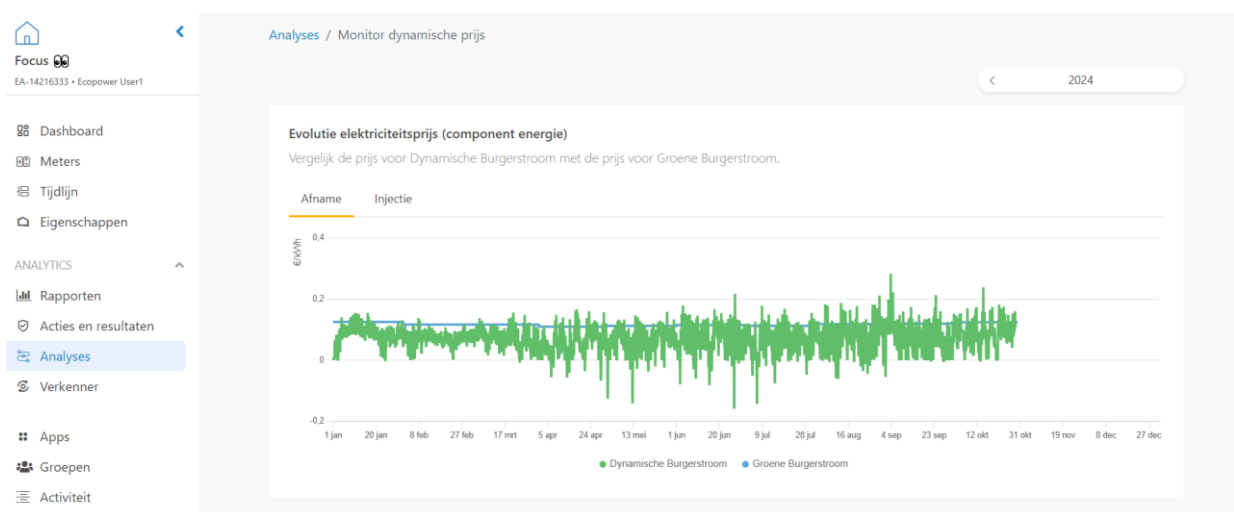 Focus 👀
EA-14216333 • Ecopower User1
Dashboard
Meters
Tijdlijn
Eigenschappen
ANALYTICS
Rapporten
Acties en resultaten
Analyses
Verkenner
Apps
Groepen
Activiteit
Analyses / Monitor dynamische prijs
< 2024
Evolutie elektriciteitsprijs (component energie)
Vergelijk de prijs voor Dynamische Burgerstroom met de prijs voor Groene Burgerstroom.
Afname Injectie
€/kWh
0,4
0,2
0
-0,2
1 jan 20 jan 8 feb 27 feb 17 mrt 5 apr 24 apr 13 mei 1 jun 20 jun 9 jul 28 jul 16 aug 4 sep 23 sep 12 okt 31 okt 19 nov 8 dec 27 dec
Dynamische Burgerstroom Groene Burgerstroom